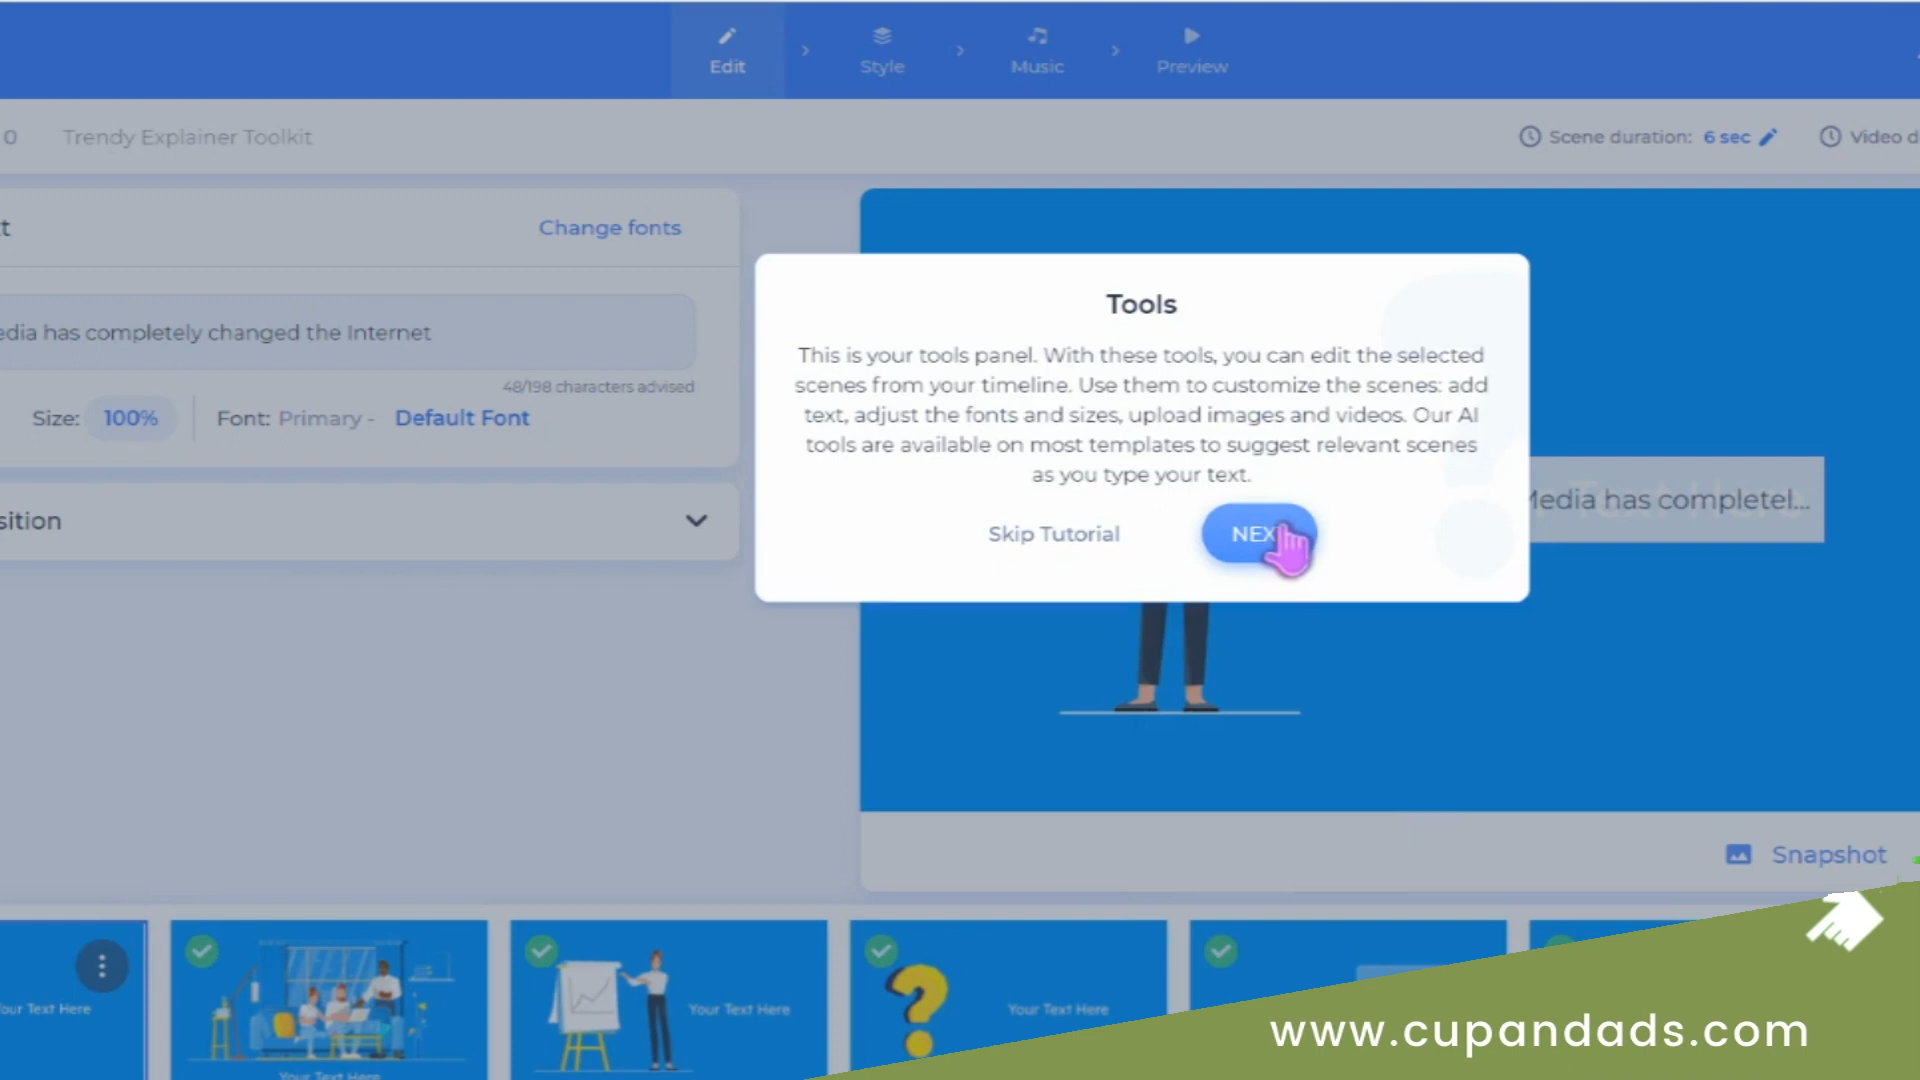 Edit
Style
Music
Preview
0
Trendy Explainer Toolkit
Scene duration: 6 sec
Video d
t
Change fonts
edia has completely changed the Internet
48/198 characters advised
Size: 100%
Font: Primary - Default Font
sition
Tools
This is your tools panel. With these tools, you can edit the selected
scenes from your timeline. Use them to customize the scenes: add
text, adjust the fonts and sizes, upload images and videos. Our AI
tools are available on most templates to suggest relevant scenes
as you type your text.
Skip Tutorial
NEX
Media has completel...
Snapshot
our Text Here
Your Text Here
Your Text Here
Your Text Here
www.cupandads.com